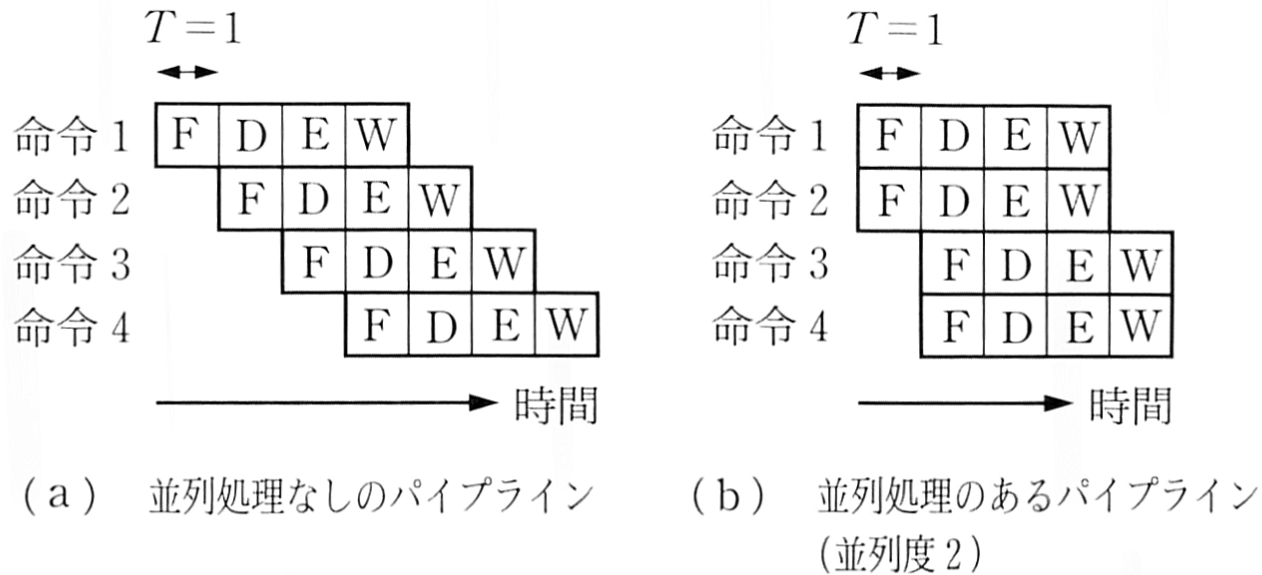 T＝1
命令1 F D E W
命令2 F D E W
命令3 F D E W
命令4 F D E W
時間
(a) 並列処理なしのパイプライン
T＝1
命令1 F D E W
命令2 F D E W
命令3 F D E W
命令4 F D E W
時間
(b) 並列処理のあるパイプライン
(並列度2)